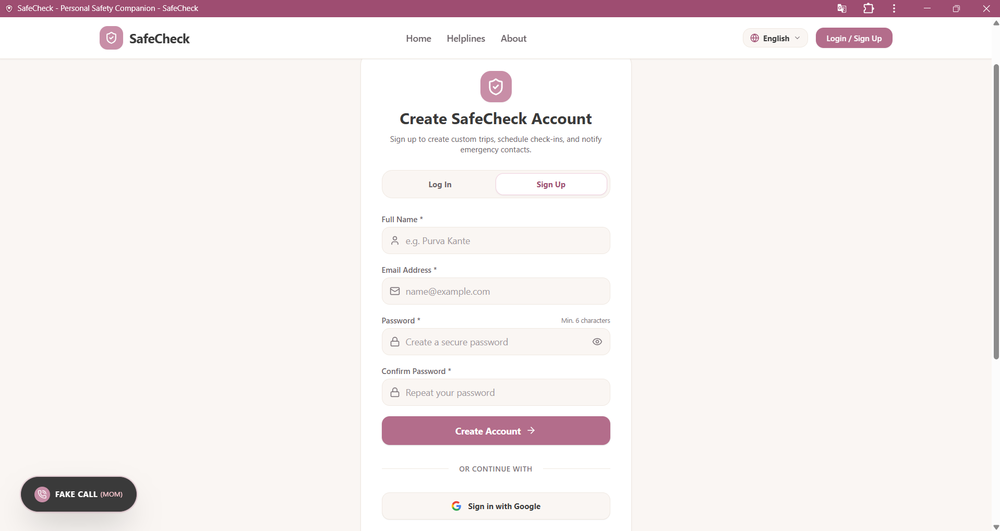 SafeCheck - Personal Safety Companion - SafeCheck
SafeCheck
Home
Helplines
About
English
Login / Sign Up
Create SafeCheck Account
Sign up to create custom trips, schedule check-ins, and notify
emergency contacts.
Log In
Sign Up
Full Name *
e.g. Purva Kante
Email Address *
name@example.com
Password *
Min. 6 characters
Create a secure password
Confirm Password *
Repeat your password
Create Account →
OR CONTINUE WITH
FAKE CALL (MOM)
Sign in with Google